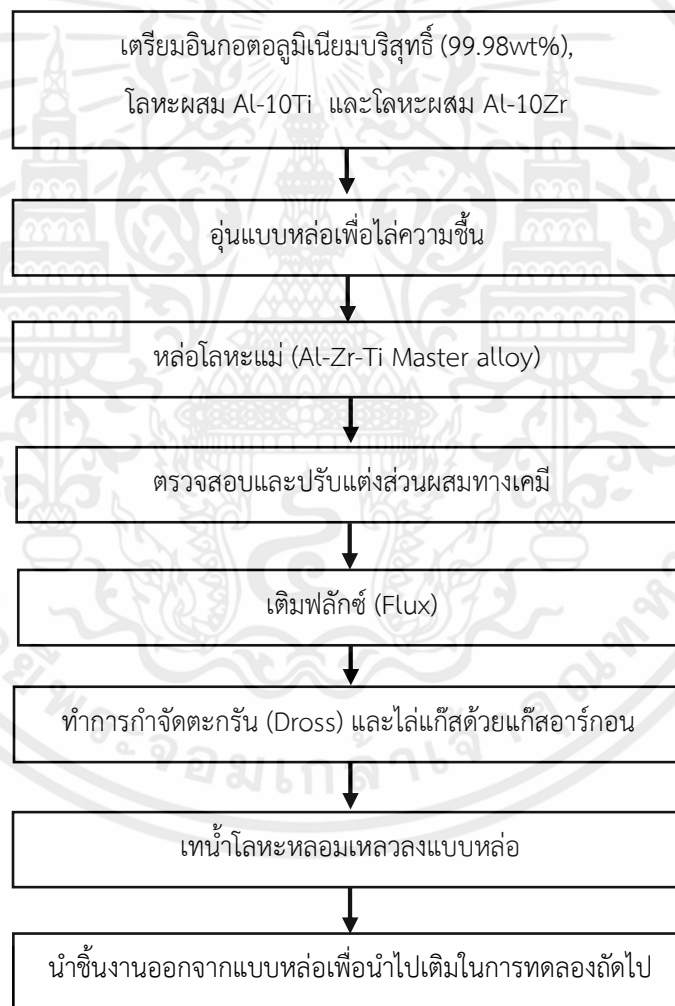 เตรียมอินกอตอลูมิเนียมบริสุทธิ์ (99.98wt%),
โลหะผสม Al-10Ti และโลหะผสม Al-10Zr
อุ่นแบบหล่อเพื่อไล่ความชื้น
หล่อโลหะแม่ (Al-Zr-Ti Master alloy)
ตรวจสอบและปรับแต่งส่วนผสมทางเคมี
เติมฟลักซ์ (Flux)
ทำการกำจัดตะกรัน (Dross) และไล่แก๊สด้วยแก๊สอาร์กอน
เทน้ำโลหะหลอมเหลวลงแบบหล่อ
นำชิ้นงานออกจากแบบหล่อเพื่อนำไปเติมในการทดลองถัดไป